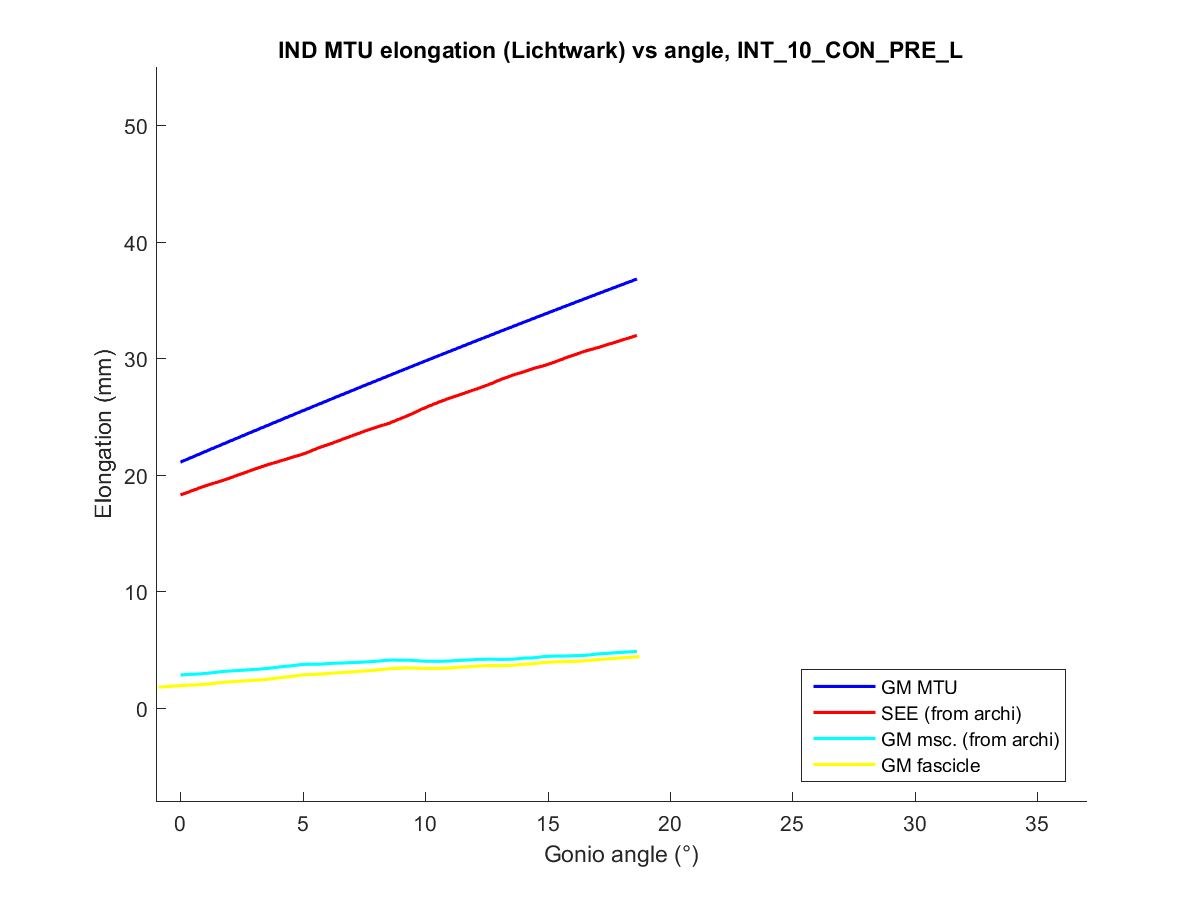 IND MTU elongation (Lichtwark) vs angle, INT_10_CON_PRE_L
50
40
30
20
10
0
Elongation (mm)
GM MTU
SEE (from archi)
GM msc. (from archi)
GM fascicle
0 5 10 15 20 25 30 35
Gonio angle (°)